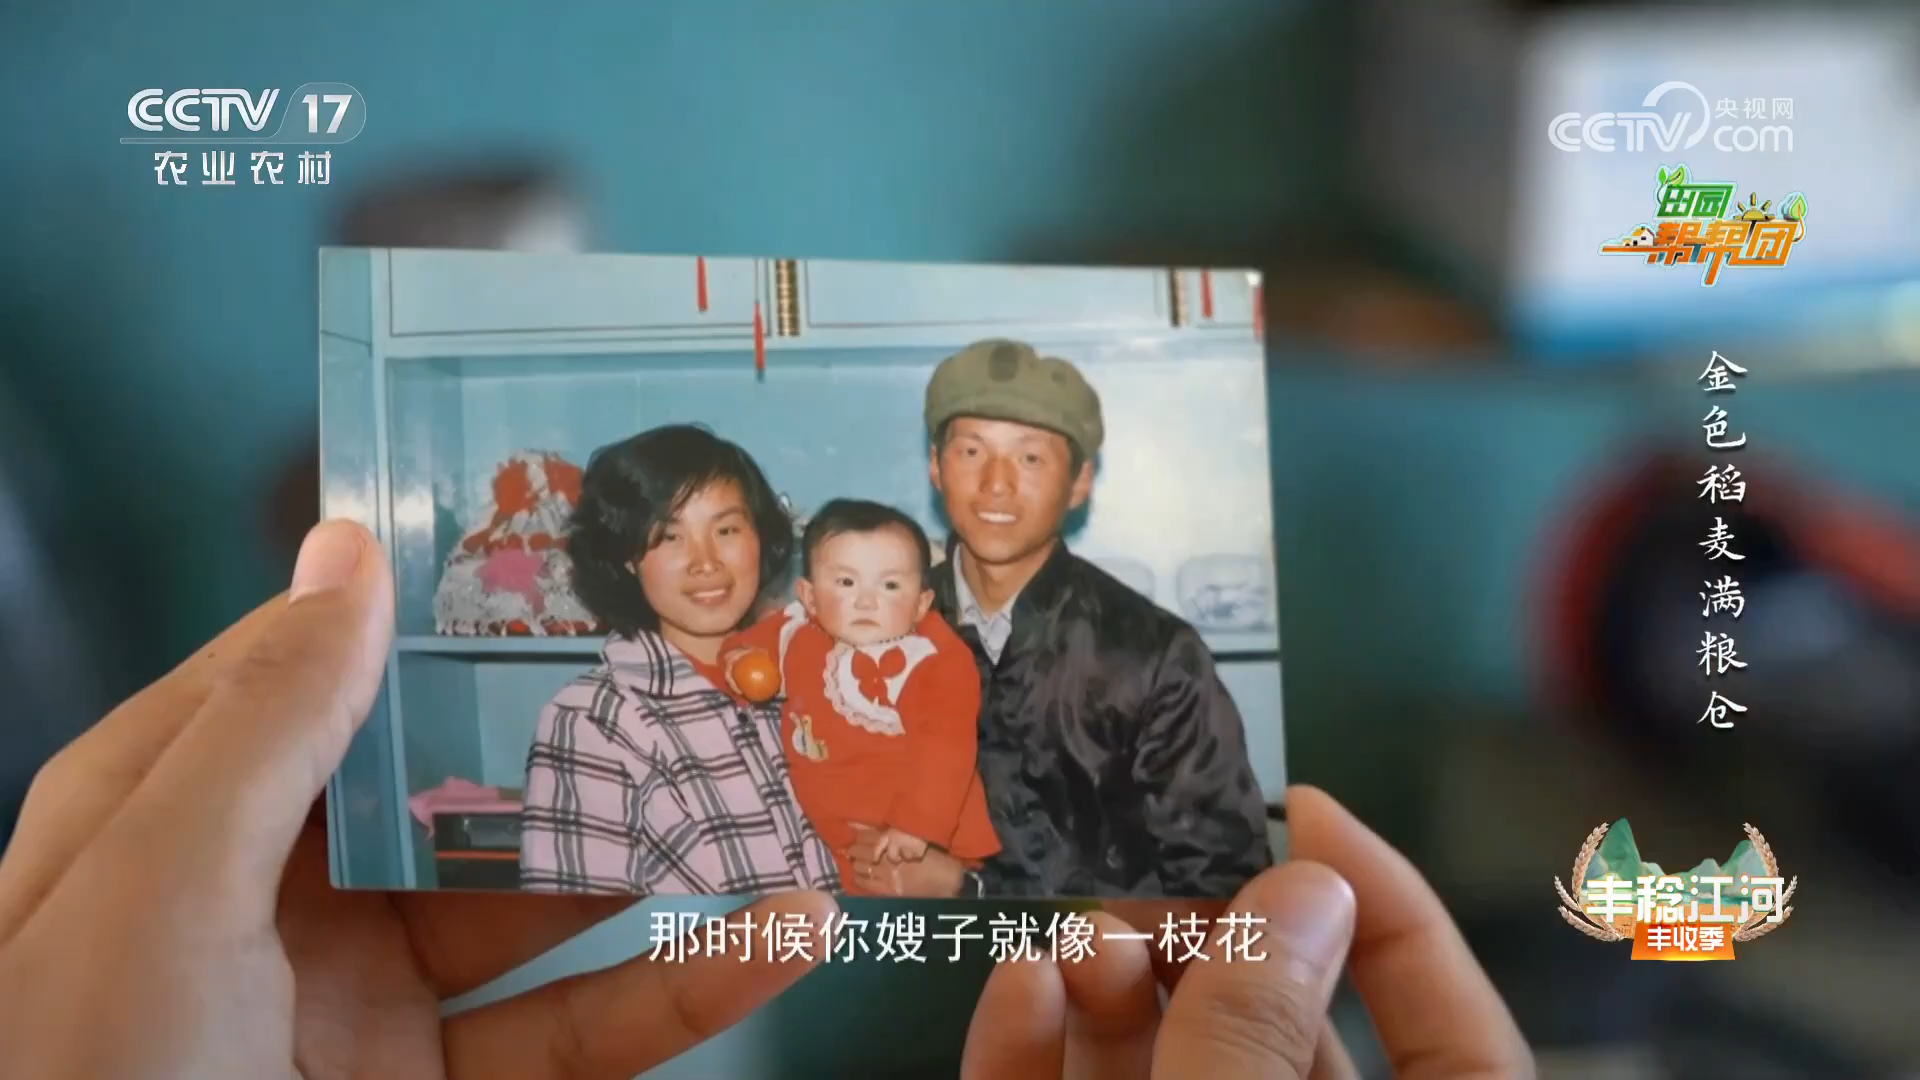 CCTV 17
农业农村
央视网
CCTV.com
田园
帮帮团
金色稻麦满粮仓
丰稔江河
丰收季
那时候你嫂子就像一枝花